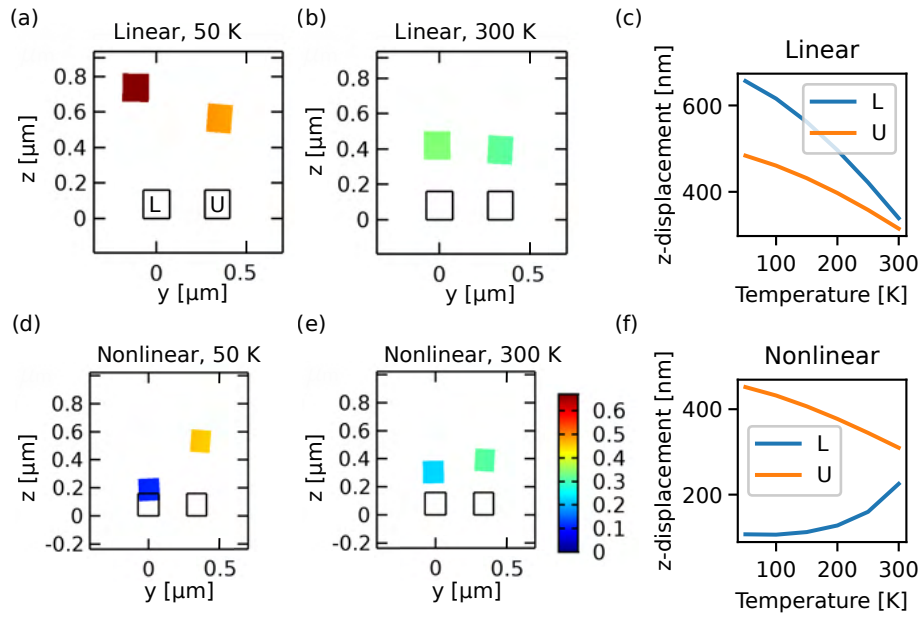 (a)
Linear, 50 K
0.8
0.6
0.4
0.2
0
z [µm]
L
U
0
0.5
y [µm]
(b)
Linear, 300 K
0.8
0.6
0.4
0.2
0
z [µm]
0
0.5
y [µm]
(c)
Linear
z-displacement [nm]
600
400
L
U
100
200
300
Temperature [K]
(d)
Nonlinear, 50 K
0.8
0.6
0.4
0.2
0
-0.2
z [µm]
0
0.5
y [µm]
(e)
Nonlinear, 300 K
0.8
0.6
0.4
0.2
0
-0.2
z [µm]
0
0.5
y [µm]
0.6
0.5
0.4
0.3
0.2
0.1
0
(f)
Nonlinear
z-displacement [nm]
400
200
L
U
100
200
300
Temperature [K]